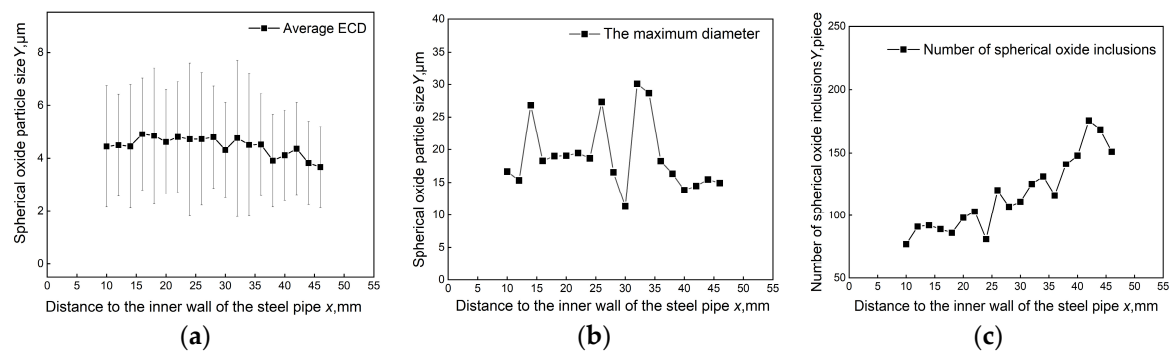 Spherical oxide particle size Y,μm
8
6
4
2
0
Average ECD
0 5 10 15 20 25 30 35 40 45 50 55
Distance to the inner wall of the steel pipe x,mm
(a)
Spherical oxide particle size Y,μm
40
35
30
25
20
15
10
5
0
The maximum diameter
0 5 10 15 20 25 30 35 40 45 50 55
Distance to the inner wall of the steel pipe x,mm
(b)
Number of spherical oxide inclusions Y,piece
250
200
150
100
50
Number of spherical oxide inclusions
0 5 10 15 20 25 30 35 40 45 50 55
Distance to the inner wall of the steel pipe x,mm
(c)